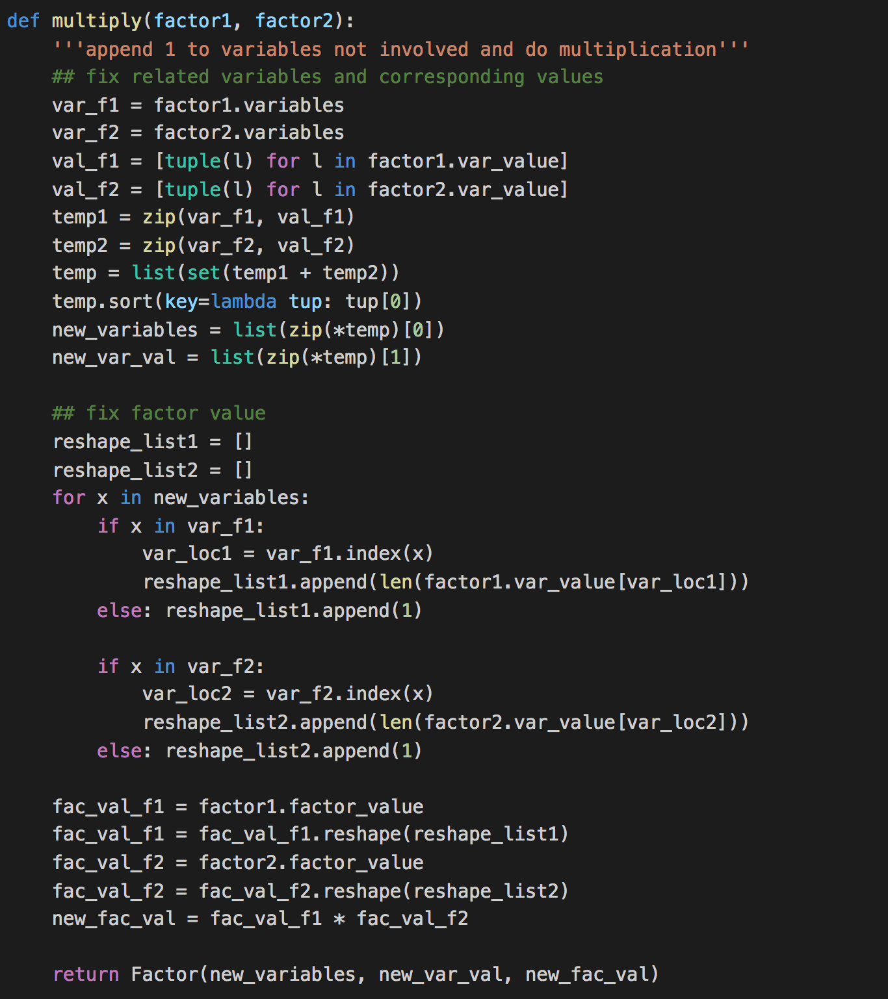 def multiply(factor1, factor2):
    '''append 1 to variables not involved and do multiplication'''
    ## fix related variables and corresponding values
    var_f1 = factor1.variables
    var_f2 = factor2.variables
    val_f1 = [tuple(l) for l in factor1.var_value]
    val_f2 = [tuple(l) for l in factor2.var_value]
    temp1 = zip(var_f1, val_f1)
    temp2 = zip(var_f2, val_f2)
    temp = list(set(temp1 + temp2))
    temp.sort(key=lambda tup: tup[0])
    new_variables = list(zip(*temp)[0])
    new_var_val = list(zip(*temp)[1])

    ## fix factor value
    reshape_list1 = []
    reshape_list2 = []
    for x in new_variables:
        if x in var_f1:
            var_loc1 = var_f1.index(x)
            reshape_list1.append(len(factor1.var_value[var_loc1]))
        else: reshape_list1.append(1)

        if x in var_f2:
            var_loc2 = var_f2.index(x)
            reshape_list2.append(len(factor2.var_value[var_loc2]))
        else: reshape_list2.append(1)

    fac_val_f1 = factor1.factor_value
    fac_val_f1 = fac_val_f1.reshape(reshape_list1)
    fac_val_f2 = factor2.factor_value
    fac_val_f2 = fac_val_f2.reshape(reshape_list2)
    new_fac_val = fac_val_f1 * fac_val_f2

    return Factor(new_variables, new_var_val, new_fac_val)